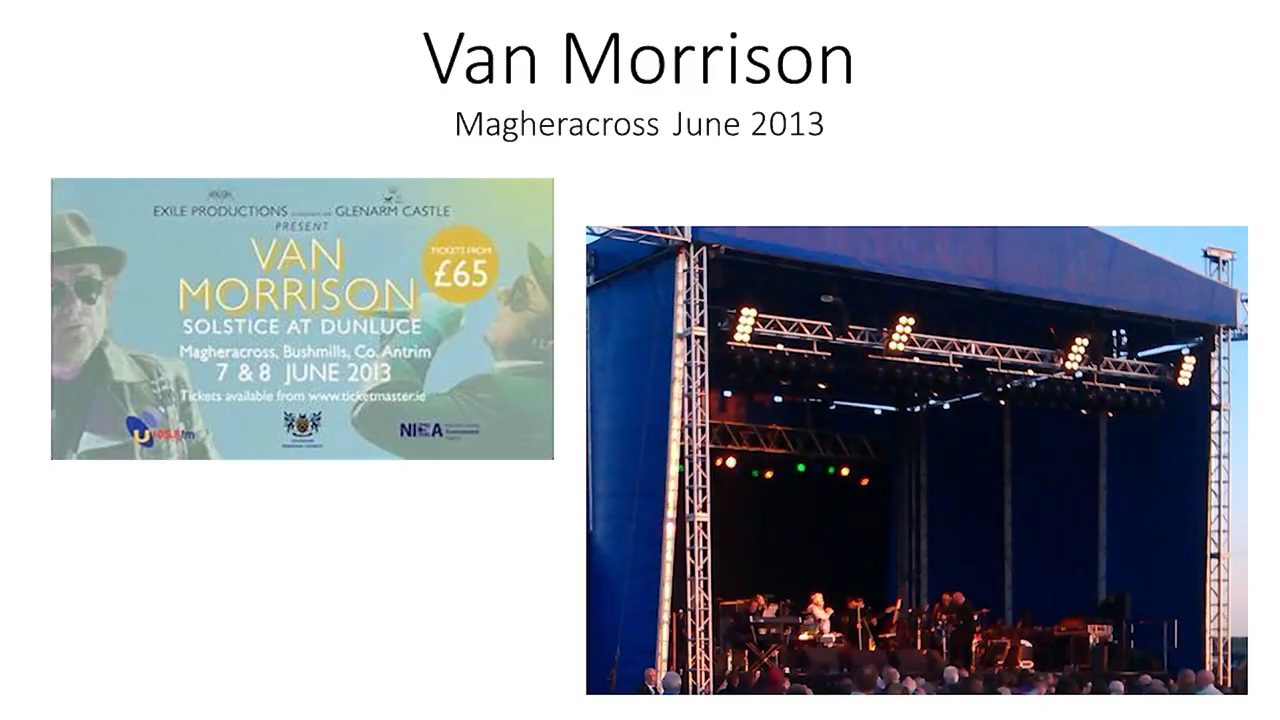 Van Morrison
Magheracross June 2013
EXILE PRODUCTIONS GLENARM CASTLE
PRESENT
VAN
MORRISON
TICKETS FROM
£65
SOLSTICE AT DUNLUCE
Magheracross, Bushmills, Co. Antrim
7 & 8 JUNE 2013
Tickets available from www.ticketmaster.ie